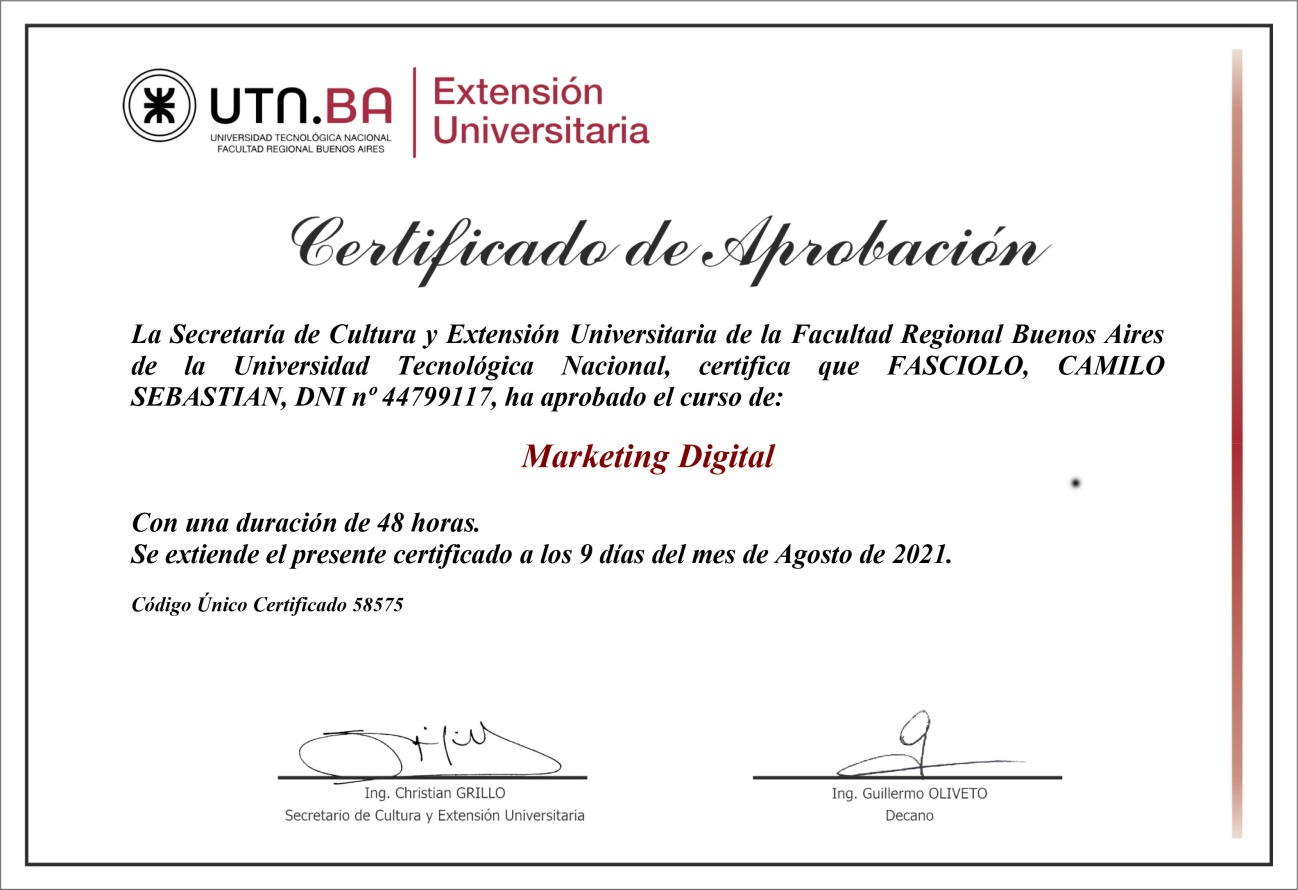 UTN.BA
UNIVERSIDAD TECNOLÓGICA NACIONAL
FACULTAD REGIONAL BUENOS AIRES
Extensión
Universitaria
Certificado de Aprobación
La Secretaría de Cultura y Extensión Universitaria de la Facultad Regional Buenos Aires
de la Universidad Tecnológica Nacional, certifica que FASCIOLO, CAMILO
SEBASTIAN, DNI nº 44799117, ha aprobado el curso de:
Marketing Digital
Con una duración de 48 horas.
Se extiende el presente certificado a los 9 días del mes de Agosto de 2021.
Código Único Certificado 58575
Ing. Christian GRILLO
Secretario de Cultura y Extensión Universitaria
Ing. Guillermo OLIVETO
Decano